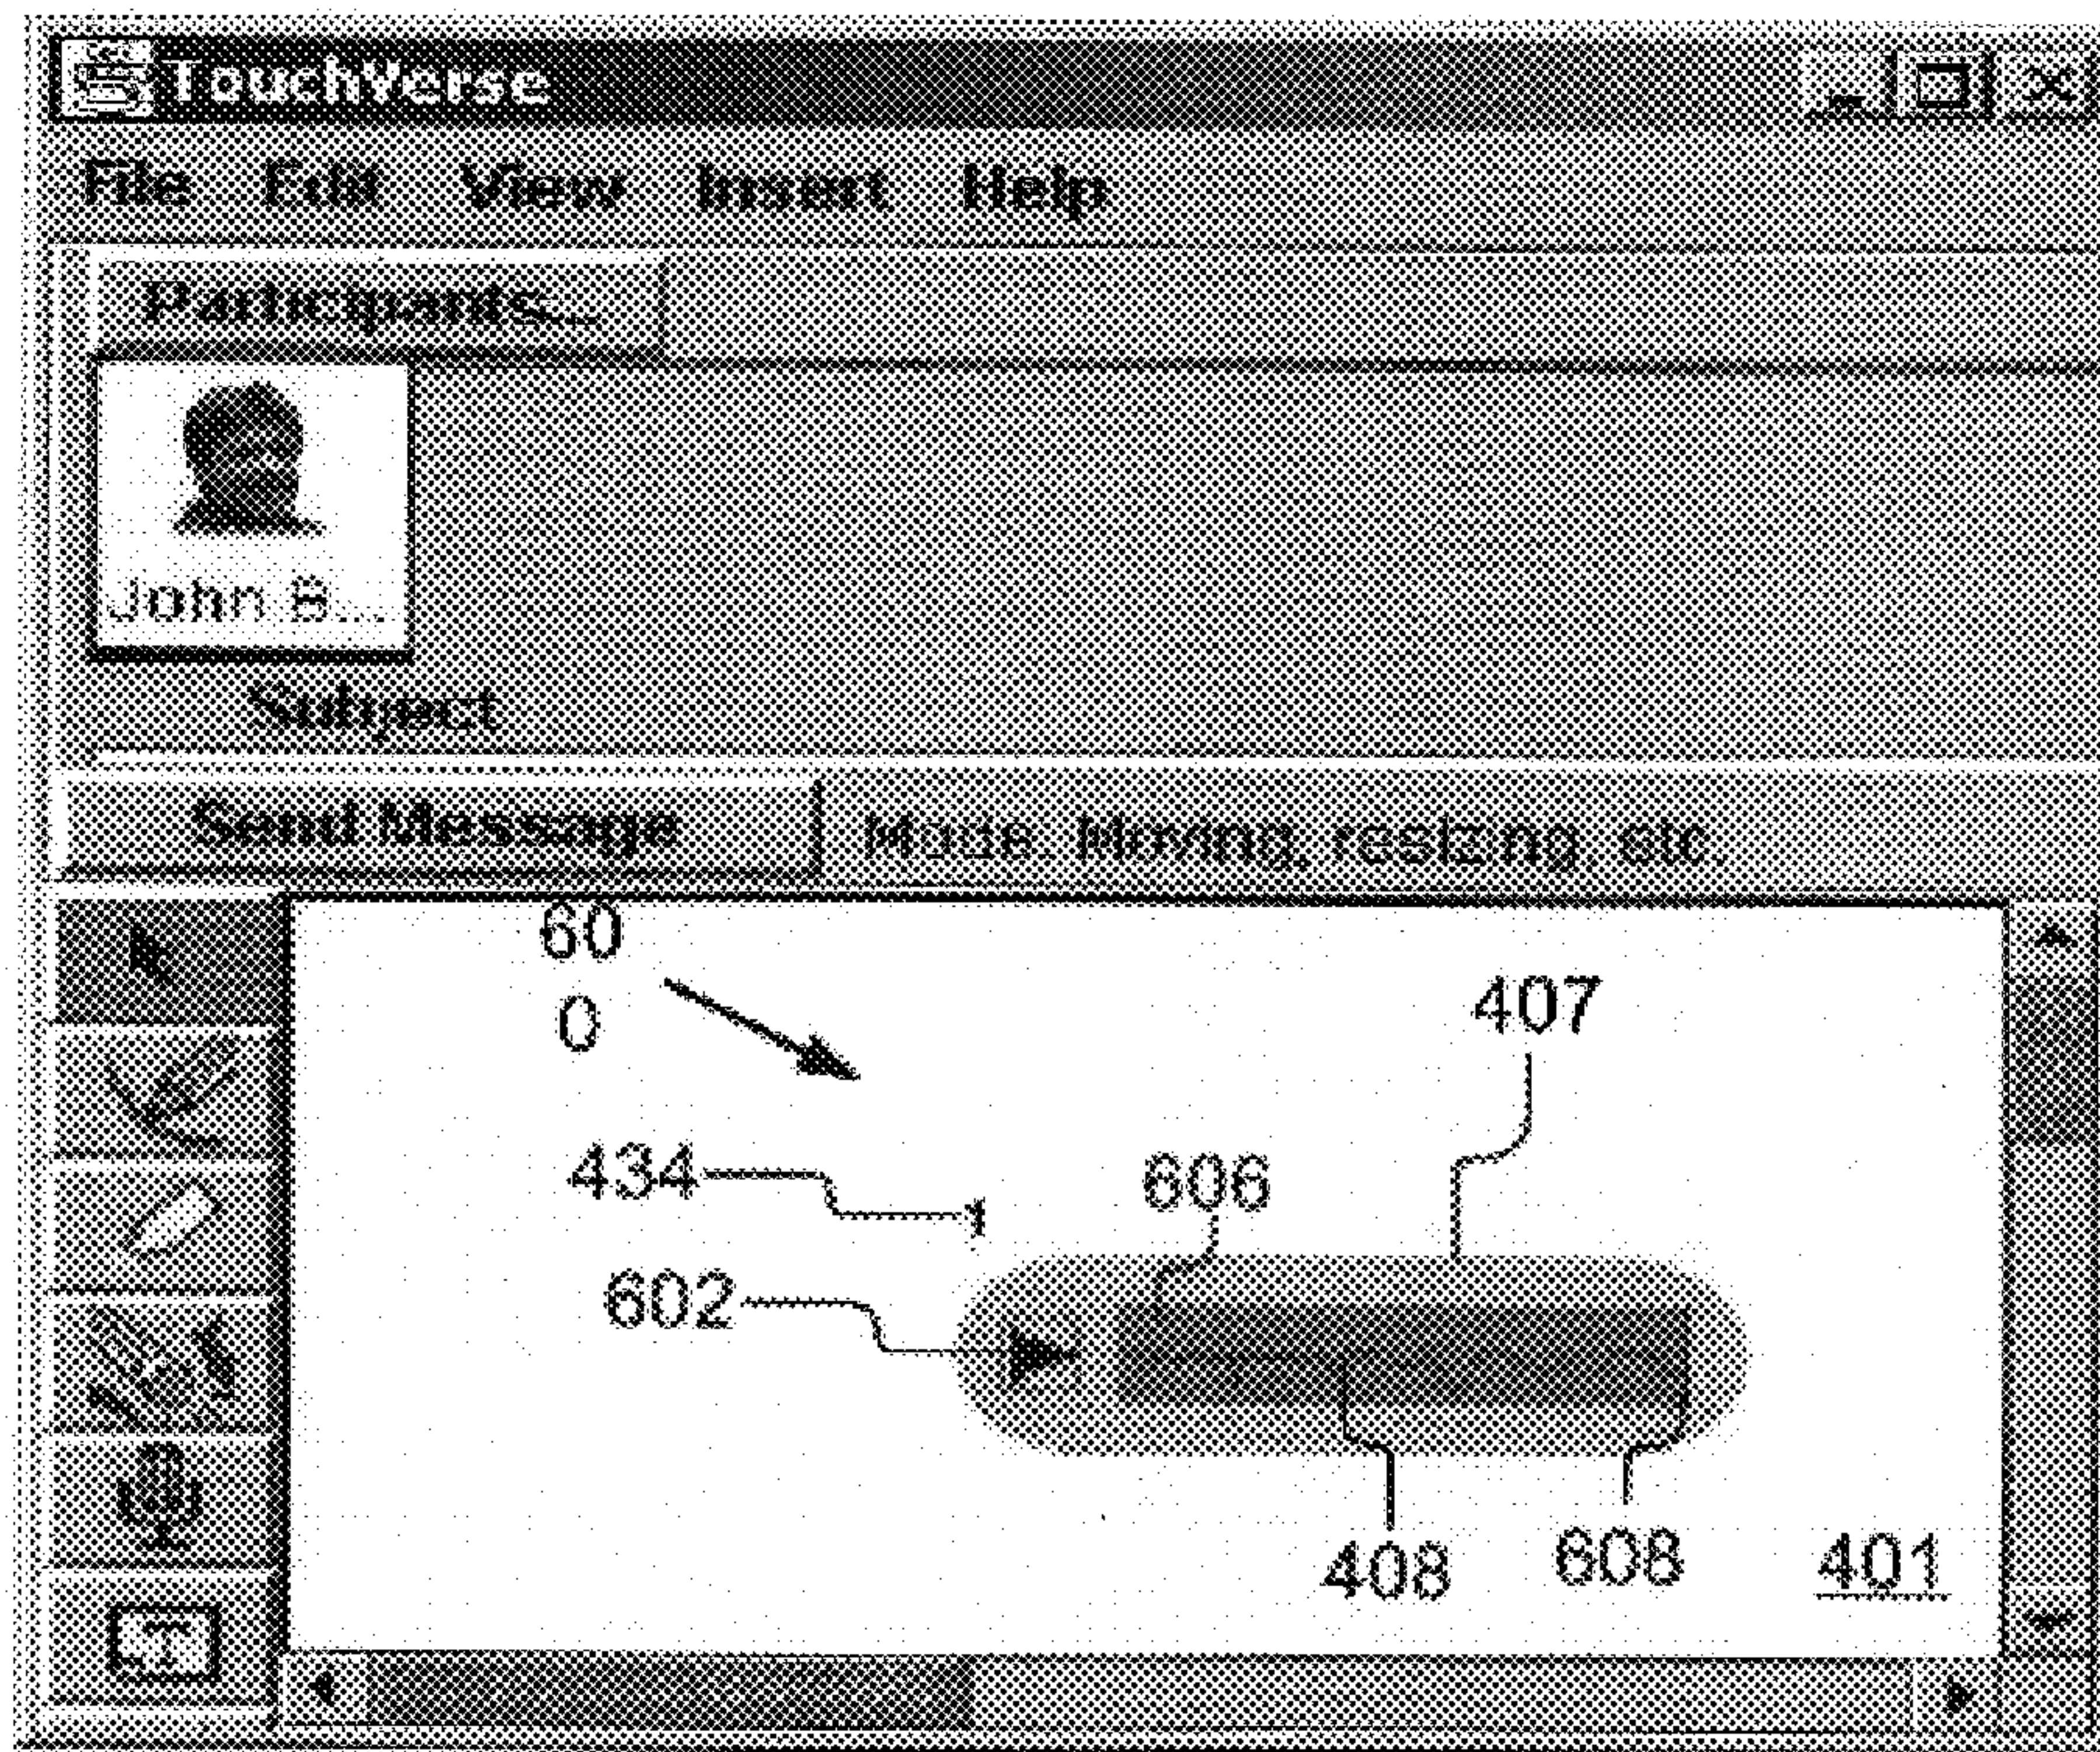 TouchVerse
File Edit View Insert Help
Participants...
John B...
Subject
Send Message Mode: Moving, resizing, etc.
60
0
407
434 1
606
602
408 608 401
T